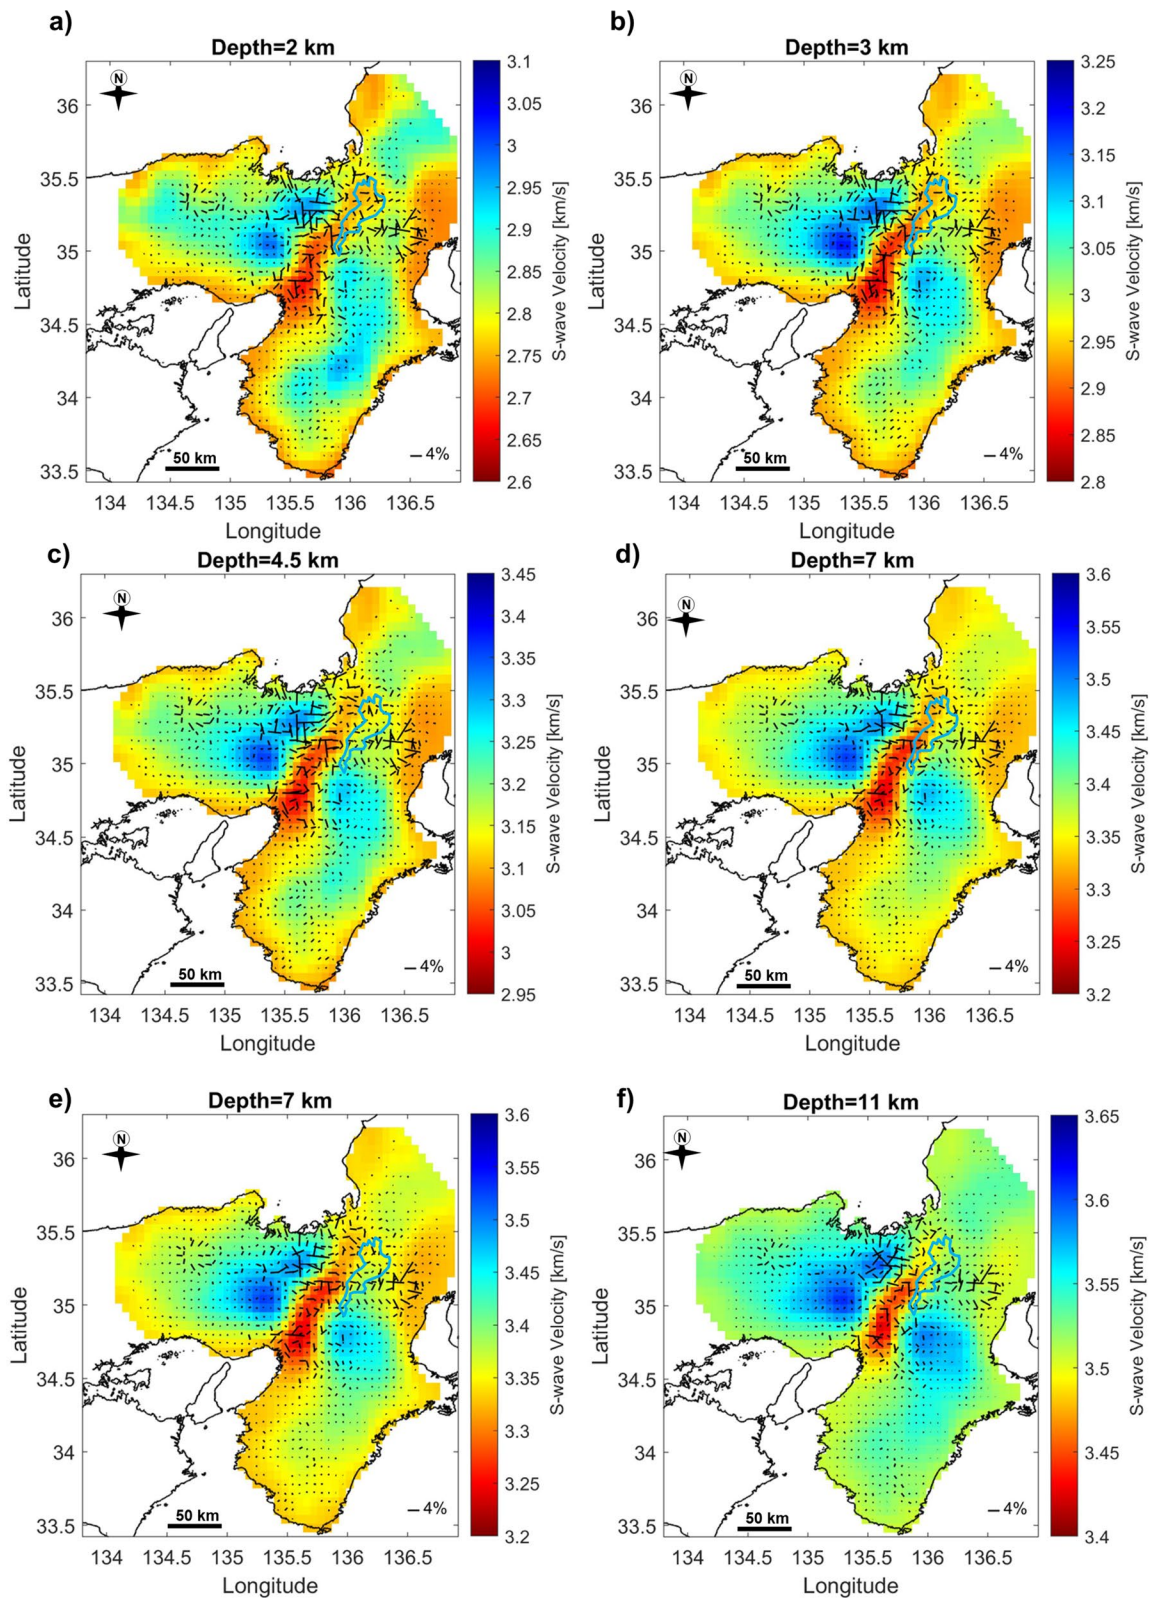 a)
Depth=2 km
N
36
35.5
35
34.5
34
33.5
Latitude
134 134.5 135 135.5 136 136.5
Longitude
50 km
4%
3.1
3.05
3
2.95
2.9
2.85
2.8
2.75
2.7
2.65
2.6
S-wave Velocity [km/s]
b)
Depth=3 km
N
36
35.5
35
34.5
34
33.5
Latitude
134 134.5 135 135.5 136 136.5
Longitude
50 km
4%
3.25
3.2
3.15
3.1
3.05
3
2.95
2.9
2.85
2.8
S-wave Velocity [km/s]
c)
Depth=4.5 km
N
36
35.5
35
34.5
34
33.5
Latitude
134 134.5 135 135.5 136 136.5
Longitude
50 km
4%
3.45
3.4
3.35
3.3
3.25
3.2
3.15
3.1
3.05
3
2.95
S-wave Velocity [km/s]
d)
Depth=7 km
N
36
35.5
35
34.5
34
33.5
Latitude
134 134.5 135 135.5 136 136.5
Longitude
50 km
4%
3.6
3.55
3.5
3.45
3.4
3.35
3.3
3.25
3.2
S-wave Velocity [km/s]
e)
Depth=7 km
N
36
35.5
35
34.5
34
33.5
Latitude
134 134.5 135 135.5 136 136.5
Longitude
50 km
4%
3.6
3.55
3.5
3.45
3.4
3.35
3.3
3.25
3.2
S-wave Velocity [km/s]
f)
Depth=11 km
N
36
35.5
35
34.5
34
33.5
Latitude
134 134.5 135 135.5 136 136.5
Longitude
50 km
4%
3.65
3.6
3.55
3.5
3.45
3.4
S-wave Velocity [km/s]